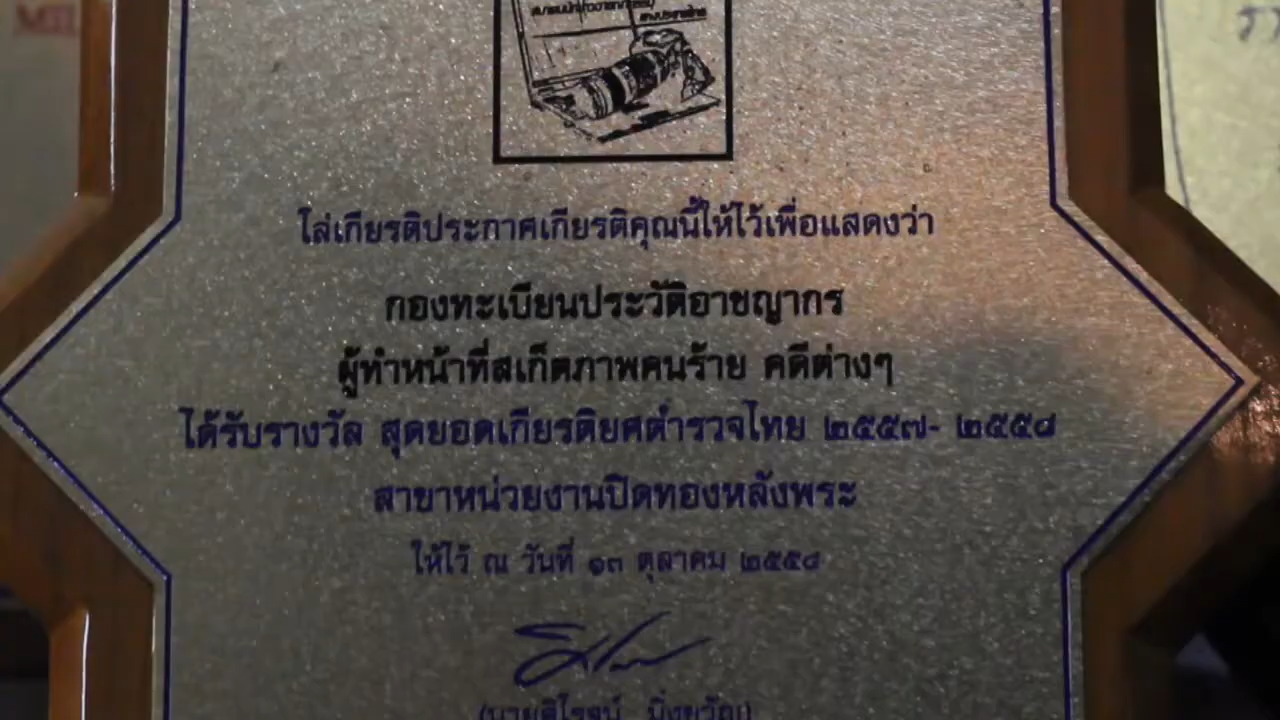 โล่เกียรติประกาศเกียรติคุณนี้ให้ไว้เพื่อแสดงว่า
กองทะเบียนประวัติอาชญากร
ผู้ทำหน้าที่สเก็ตภาพคนร้าย คดีต่างๆ
ได้รับรางวัล สุดยอดเกียรติยศตำรวจไทย ๒๕๕๗- ๒๕๕๘
สาขาหน่วยงานปิดทองหลังพระ
ให้ไว้ ณ วันที่ ๑๓ ตุลาคม ๒๕๕๘